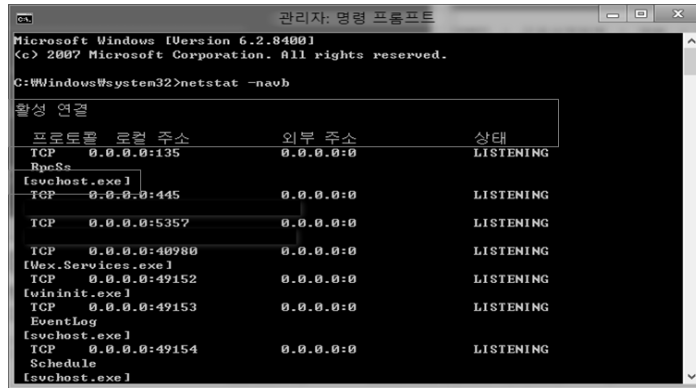 관리자: 명령 프롬프트
Microsoft Windows [Version 6.2.8400]
(c) 2007 Microsoft Corporation. All rights reserved.
C:₩Windows₩system32>netstat -navb
활성 연결
프로토콜 로컬 주소 외부 주소 상태
TCP 0.0.0.0:135 0.0.0.0:0 LISTENING
RpcSs
[svchost.exe]
TCP 0.0.0.0:445 0.0.0.0:0 LISTENING
TCP 0.0.0.0:5357 0.0.0.0:0 LISTENING
TCP 0.0.0.0:40980 0.0.0.0:0 LISTENING
[Wex.Services.exe]
TCP 0.0.0.0:49152 0.0.0.0:0 LISTENING
[wininit.exe]
TCP 0.0.0.0:49153 0.0.0.0:0 LISTENING
EventLog
[svchost.exe]
TCP 0.0.0.0:49154 0.0.0.0:0 LISTENING
Schedule
[svchost.exe]